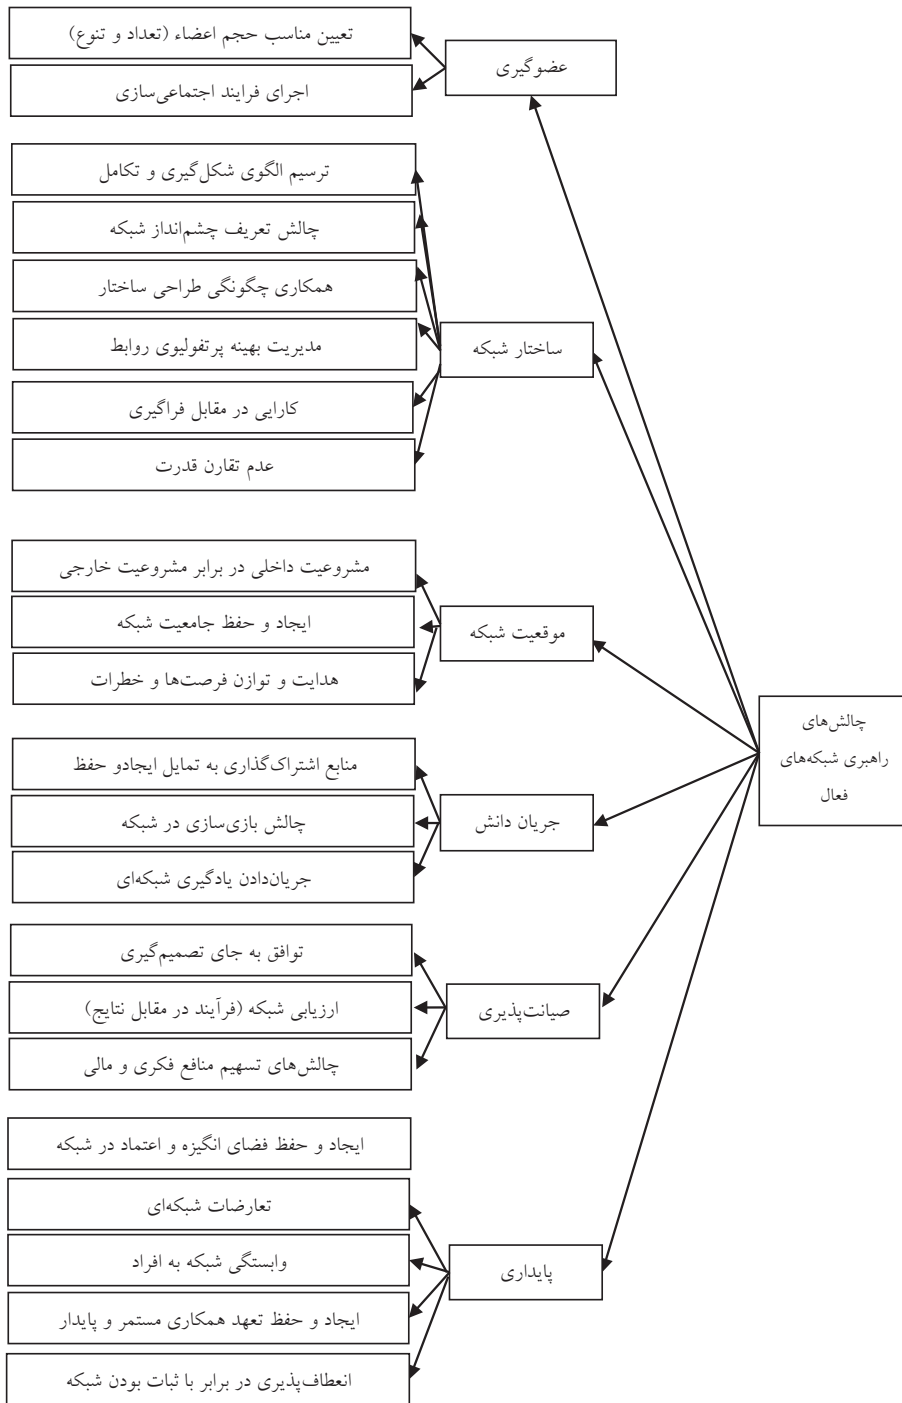 چالش‌های
راهبری شبکه‌های
فعال
عضوگیری
تعیین مناسب حجم اعضاء (تعداد و تنوع)
اجرای فرایند اجتماعی‌سازی
ساختار شبکه
ترسیم الگوی شکل‌گیری و تکامل
چالش تعریف چشم‌انداز شبکه
همکاری چگونگی طراحی ساختار
مدیریت بهینه پرتفولیوی روابط
کارایی در مقابل فراگیری
عدم تقارن قدرت
موقعیت شبکه
مشروعیت داخلی در برابر مشروعیت خارجی
ایجاد و حفظ جامعیت شبکه
هدایت و توازن فرصت‌ها و خطرات
جریان دانش
منابع اشتراک‌گذاری به تمایل ایجادو حفظ
چالش بازی‌سازی در شبکه
جریان‌دادن یادگیری شبکه‌ای
صیانت‌پذیری
توافق به جای تصمیم‌گیری
ارزیابی شبکه (فرآیند در مقابل نتایج)
چالش‌های تسهیم منافع فکری و مالی
پایداری
ایجاد و حفظ فضای انگیزه و اعتماد در شبکه
تعارضات شبکه‌ای
وابستگی شبکه به افراد
ایجاد و حفظ تعهد همکاری مستمر و پایدار
انعطاف‌پذیری در برابر با ثبات بودن شبکه